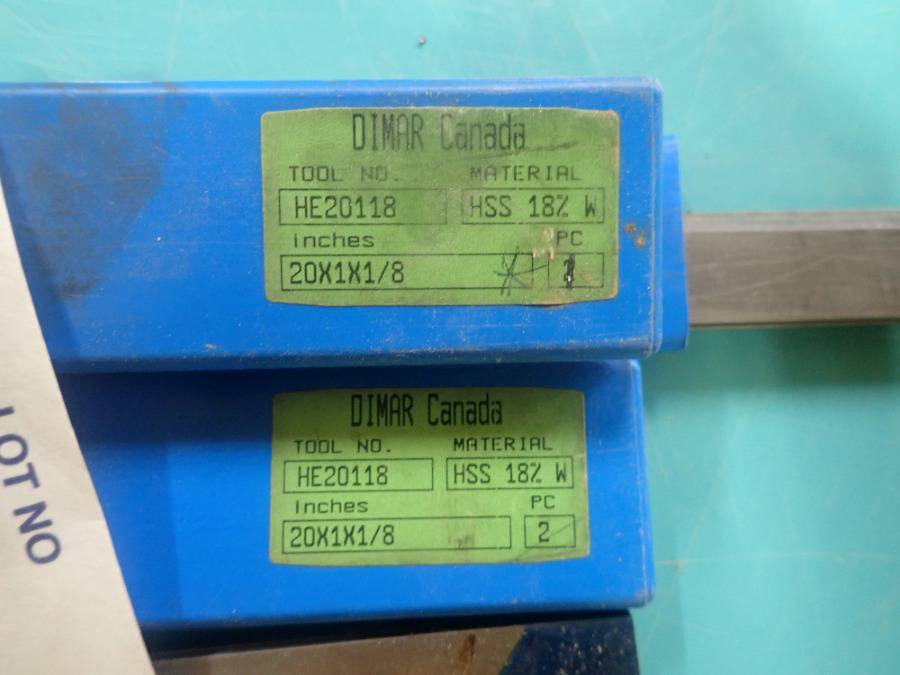 DIMAR Canada
TOOL NO. MATERIAL
HE20118 HSS 18% W
inches PC
20X1X1/8
DIMAR Canada
TOOL NO. MATERIAL
HE20118 HSS 18% W
inches PC
20X1X1/8 2
LOT NO